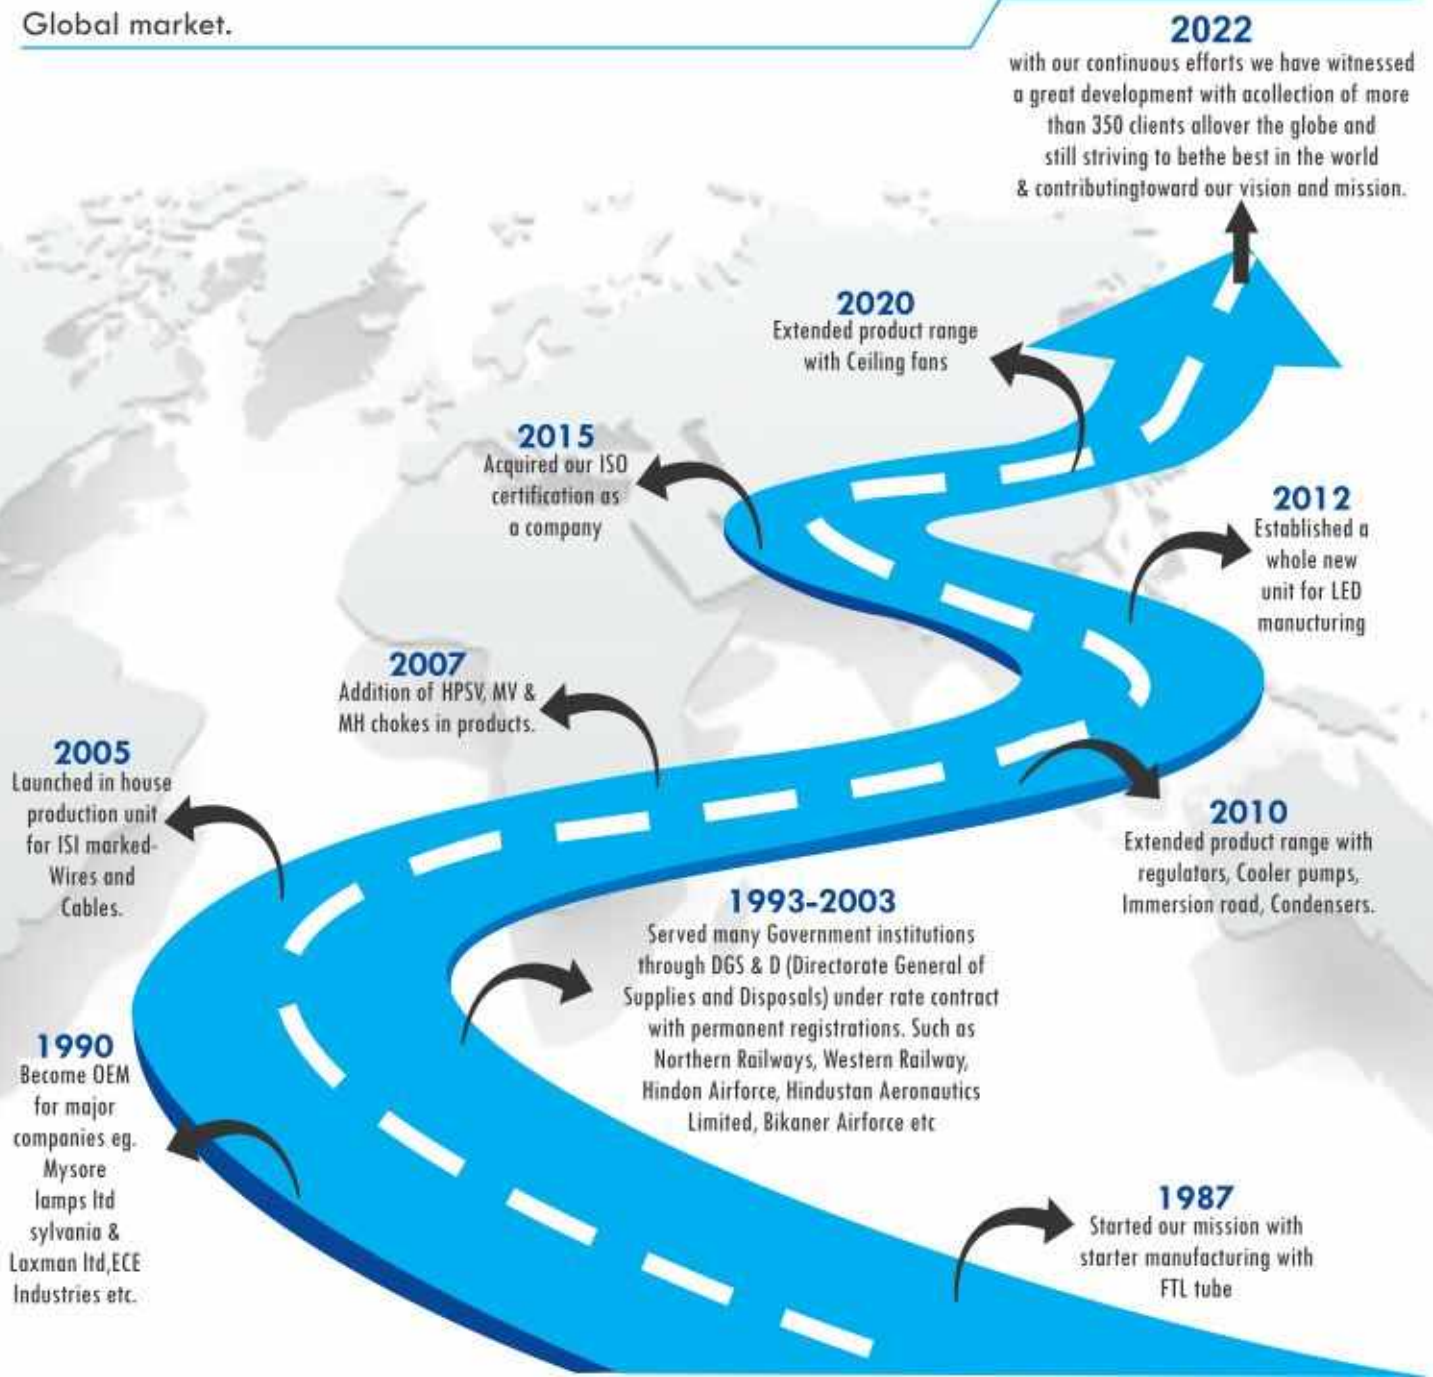 Global market.
2022
with our continuous efforts we have witnessed
a great development with acollection of more
than 350 clients allover the globe and
still striving to bethe best in the world
& contributingtoward our vision and mission.
2020
Extended product range
with Ceiling fans
2015
Acquired our ISO
certification as
a company
2012
Established a
whole new
unit for LED
manucturing
2007
Addition of HPSV, MV &
MH chokes in products.
2005
Launched in house
production unit
for ISI marked-
Wires and
Cables.
2010
Extended product range with
regulators, Cooler pumps,
Immersion road, Condensers.
1993-2003
Served many Government institutions
through DGS & D (Directorate General of
Supplies and Disposals) under rate contract
with permanent registrations. Such as
Northern Railways, Western Railway,
Hindon Airforce, Hindustan Aeronautics
Limited, Bikaner Airforce etc
1990
Become OEM
for major
companies eg.
Mysore
lamps ltd
sylvania &
Laxman ltd,ECE
Industries etc.
1987
Started our mission with
starter manufacturing with
FTL tube